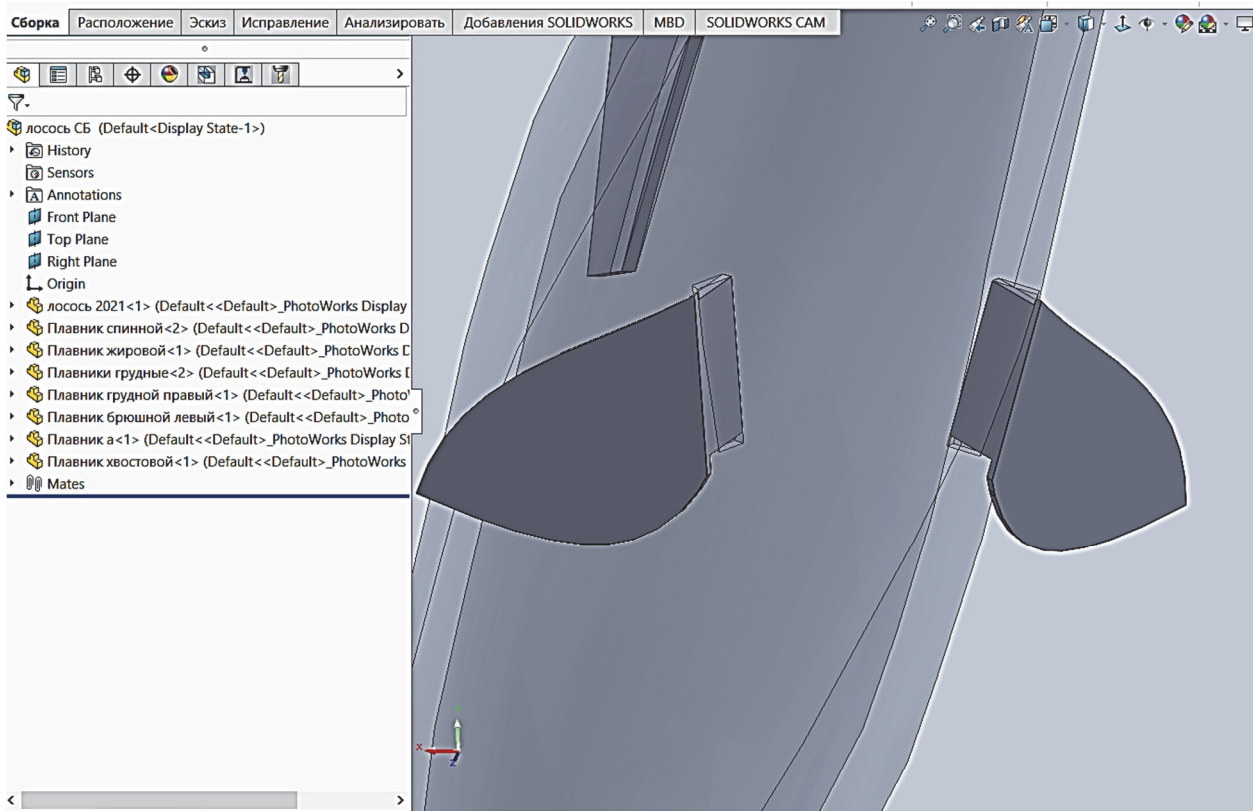 Сборка Расположение Эскиз Исправление Анализировать Добавления SOLIDWORKS MBD SOLIDWORKS CAM
лосось СБ (Default<Display State-1>)
History
Sensors
Annotations
Front Plane
Top Plane
Right Plane
Origin
лосось 2021<1> (Default<<Default>_PhotoWorks Display
Плавник спинной<2> (Default<<Default>_PhotoWorks D
Плавник жировой<1> (Default<<Default>_PhotoWorks D
Плавники грудные<2> (Default<<Default>_PhotoWorks
Плавник грудной правый<1> (Default<<Default>_Photo
Плавник брюшной левый<1> (Default<<Default>_Photo
Плавник а<1> (Default<<Default>_PhotoWorks Display St
Плавник хвостовой<1> (Default<<Default>_PhotoWorks
Mates
X
Z